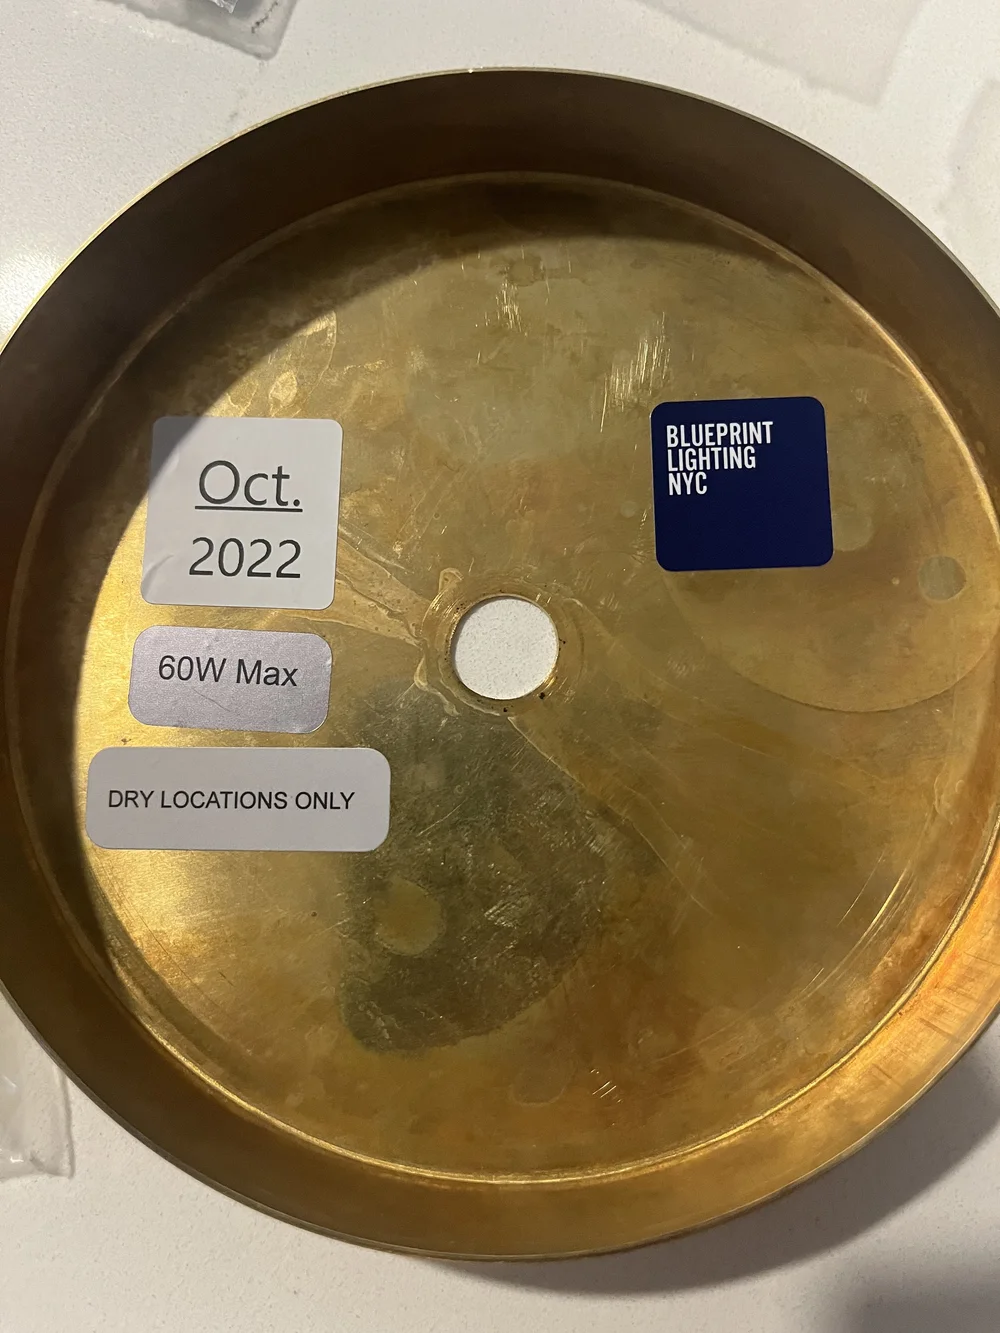 Oct.
2022
60W Max
DRY LOCATIONS ONLY
BLUEPRINT
LIGHTING
NYC